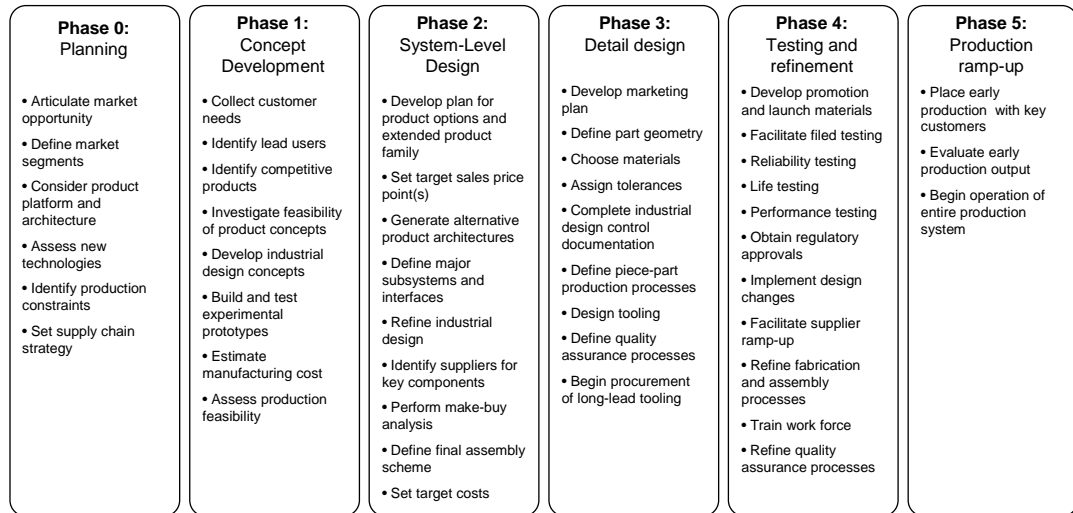 Phase 0:
Planning
• Articulate market
opportunity
• Define market
segments
• Consider product
platform and
architecture
• Assess new
technologies
• Identify production
constraints
• Set supply chain
strategy
Phase 1:
Concept
Development
• Collect customer
needs
• Identify lead users
• Identify competitive
products
• Investigate feasibility
of product concepts
• Develop industrial
design concepts
• Build and test
experimental
prototypes
• Estimate
manufacturing cost
• Assess production
feasibility
Phase 2:
System-Level
Design
• Develop plan for
product options and
extended product
family
• Set target sales price
point(s)
• Generate alternative
product architectures
• Define major
subsystems and
interfaces
• Refine industrial
design
• Identify suppliers for
key components
• Perform make-buy
analysis
• Define final assembly
scheme
• Set target costs
Phase 3:
Detail design
• Develop marketing
plan
• Define part geometry
• Choose materials
• Assign tolerances
• Complete industrial
design control
documentation
• Define piece-part
production processes
• Design tooling
• Define quality
assurance processes
• Begin procurement
of long-lead tooling
Phase 4:
Testing and
refinement
• Develop promotion
and launch materials
• Facilitate filed testing
• Reliability testing
• Life testing
• Performance testing
• Obtain regulatory
approvals
• Implement design
changes
• Facilitate supplier
ramp-up
• Refine fabrication
and assembly
processes
• Train work force
• Refine quality
assurance processes
Phase 5:
Production
ramp-up
• Place early
production with key
customers
• Evaluate early
production output
• Begin operation of
entire production
system